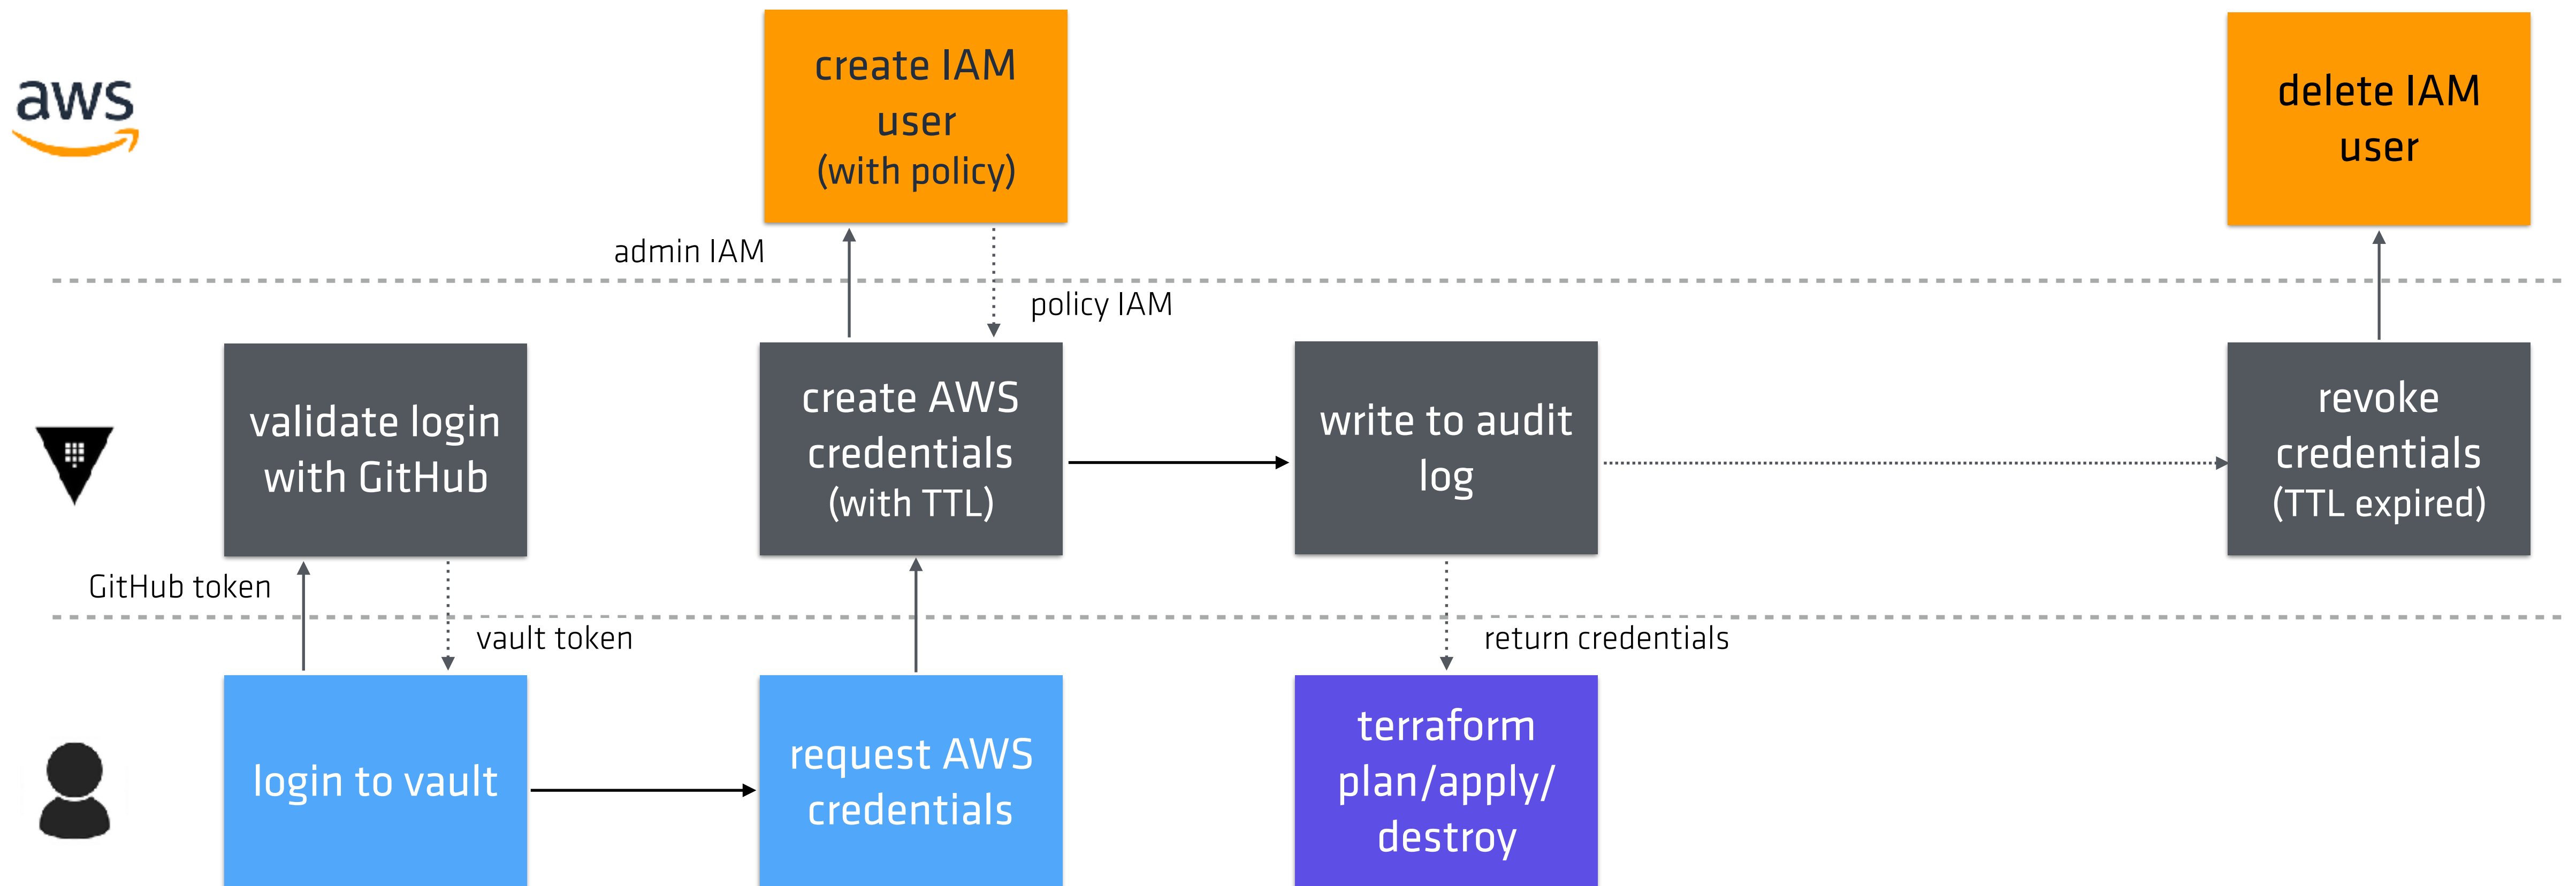 aws
create IAM
user
(with policy)
delete IAM
user
admin IAM
policy IAM
validate login
with GitHub
create AWS
credentials
(with TTL)
write to audit
log
revoke
credentials
(TTL expired)
GitHub token
vault token
return credentials
login to vault
request AWS
credentials
terraform
plan/apply/
destroy